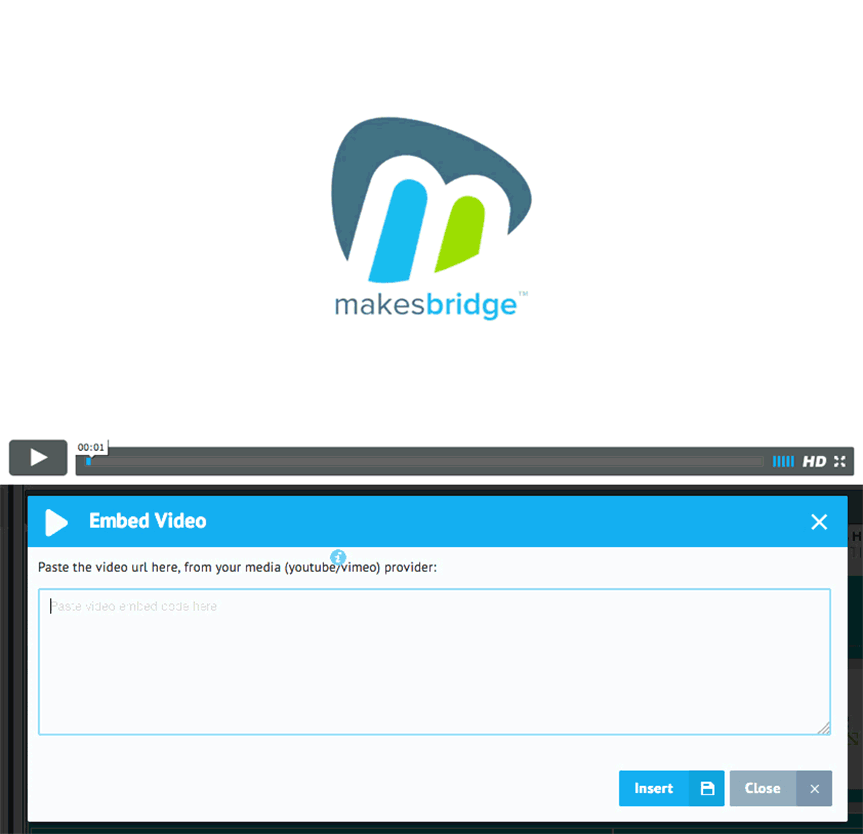 makesbridge™
00:01
HD
Embed Video
Paste the video url here, from your media (youtube/vimeo) provider:
Paste video embed code here
Insert
Close